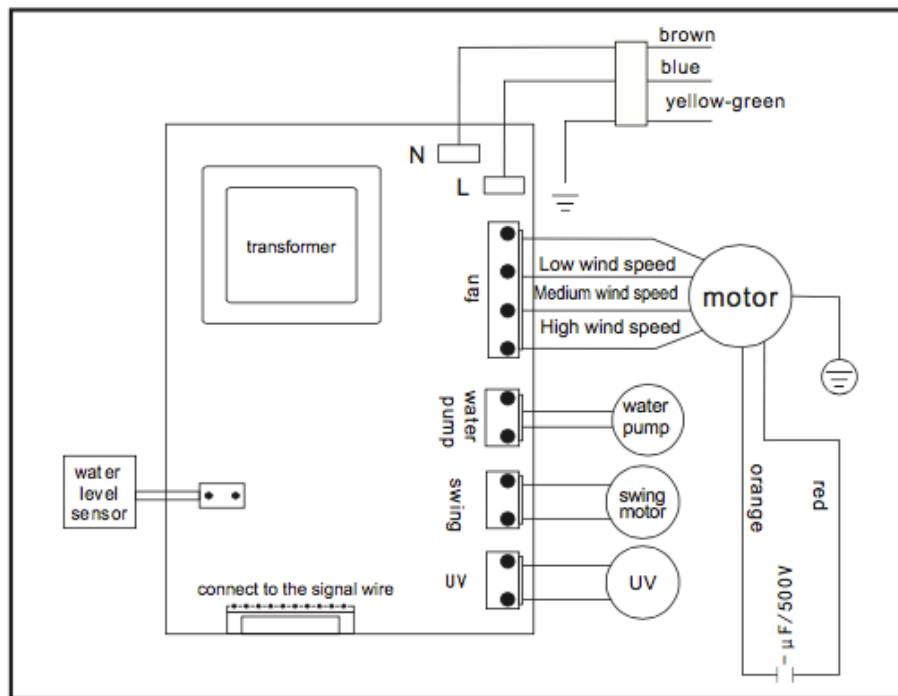 brown
blue
yellow-green
N
L
transformer
fan
Low wind speed
Medium wind speed
High wind speed
motor
water
pump
water
pump
water
level
sensor
swing
swing
motor
orange
red
UV
UV
connect to the signal wire
– μF/500V